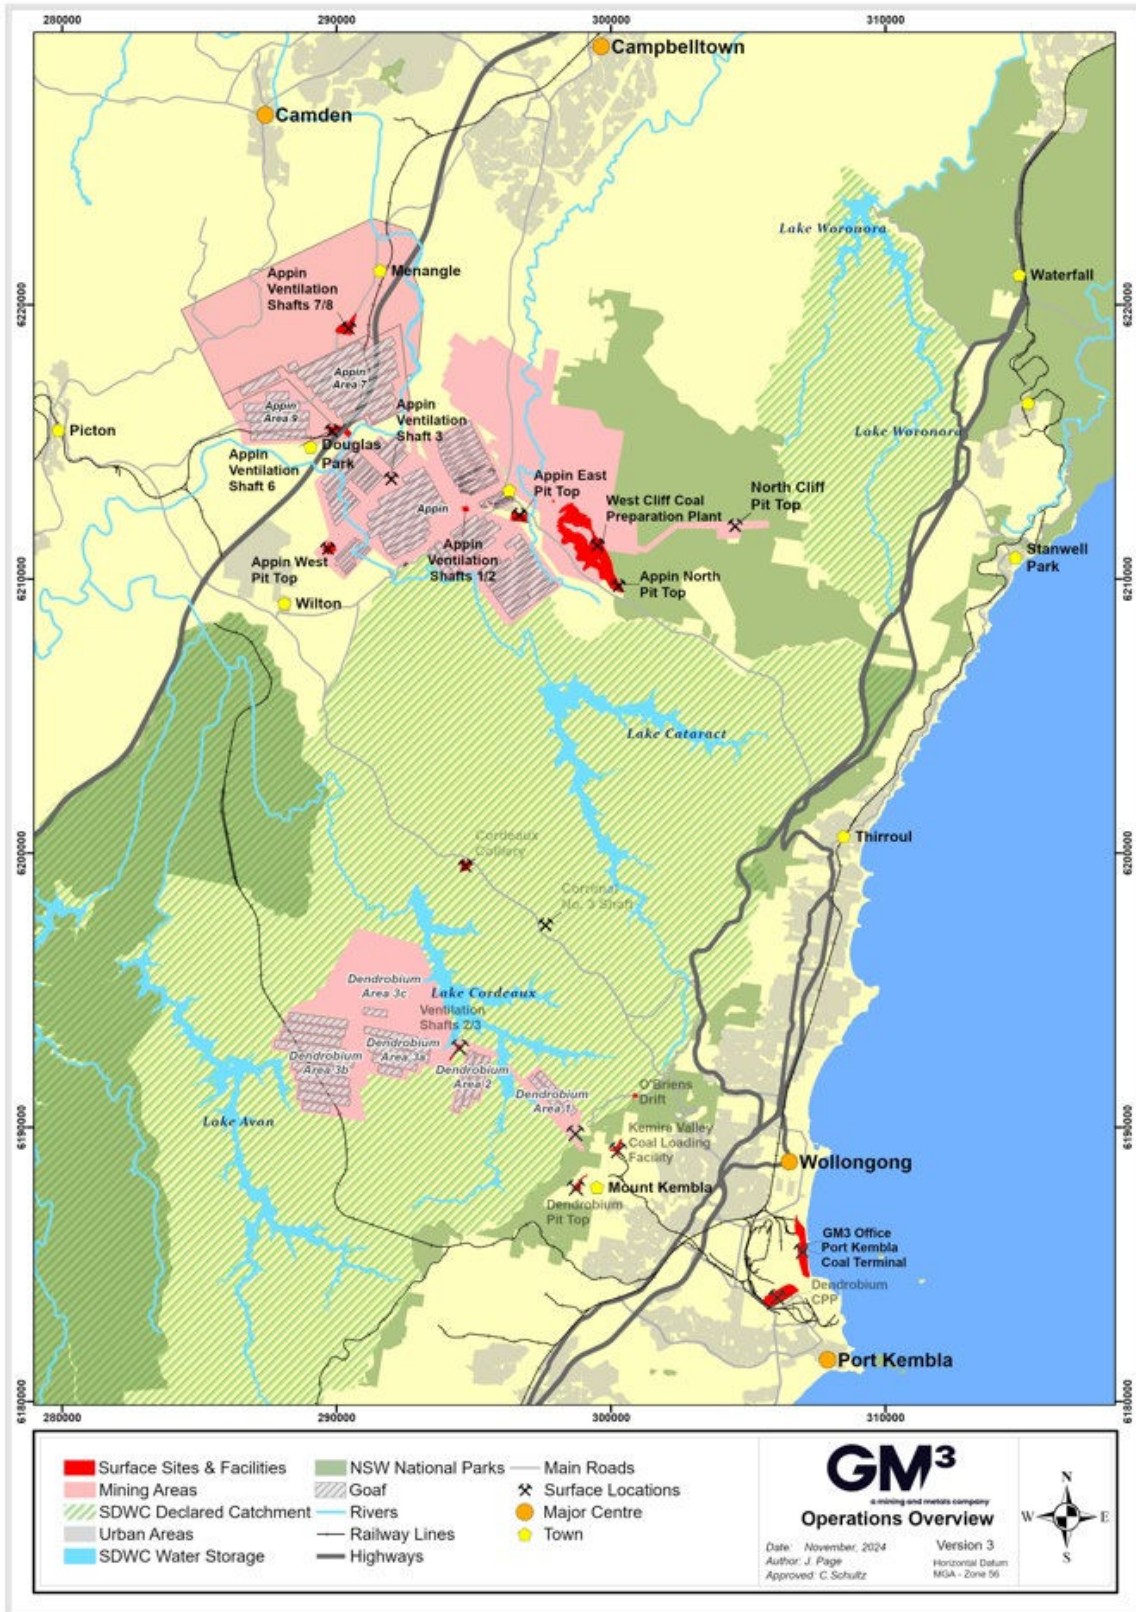 280000
290000
300000
310000
Campbelltown
Camden
Lake Woronora
Menangle
Waterfall
Appin
Ventilation
Shafts 7/8
6220000
6220000
Appin
Area 7
Appin
Area 9
Appin
Ventilation
Shaft 3
Picton
Lake Woronora
Douglas
Park
Appin
Ventilation
Shaft 6
Appin East
Pit Top
West Cliff Coal
Preparation Plant
North Cliff
Pit Top
Appin
Appin
Ventilation
Shafts 1/2
Appin West
Pit Top
Stanwell
Park
6210000
6210000
Appin North
Pit Top
Wilton
Lake Cataract
Cordeaux
Colliery
Thirroul
6200000
6200000
Corrimal
No. 3 Shaft
Dendrobium
Area 3c
Lake Cordeaux
Ventilation
Shafts 2/3
Dendrobium
Area 3b
Dendrobium
Area 3a
Dendrobium
Area 2
Dendrobium
Area 1
O'Briens
Drift
Lake Avon
6190000
6190000
Kemira Valley
Coal Loading
Facility
Wollongong
Mount Kembla
Dendrobium
Pit Top
GM3 Office
Port Kembla
Coal Terminal
Dendrobium
CPP
Port Kembla
6180000
6180000
280000
290000
300000
310000
Surface Sites & Facilities
Mining Areas
SDWC Declared Catchment
Urban Areas
SDWC Water Storage
NSW National Parks
Goaf
Rivers
Railway Lines
Highways
Main Roads
Surface Locations
Major Centre
Town
GM³
a mining and metals company
Operations Overview
Date: November, 2024
Author: J. Page
Approved: C.Schultz
Version 3
Horizontal Datum
MGA - Zone 56
N
W
E
S